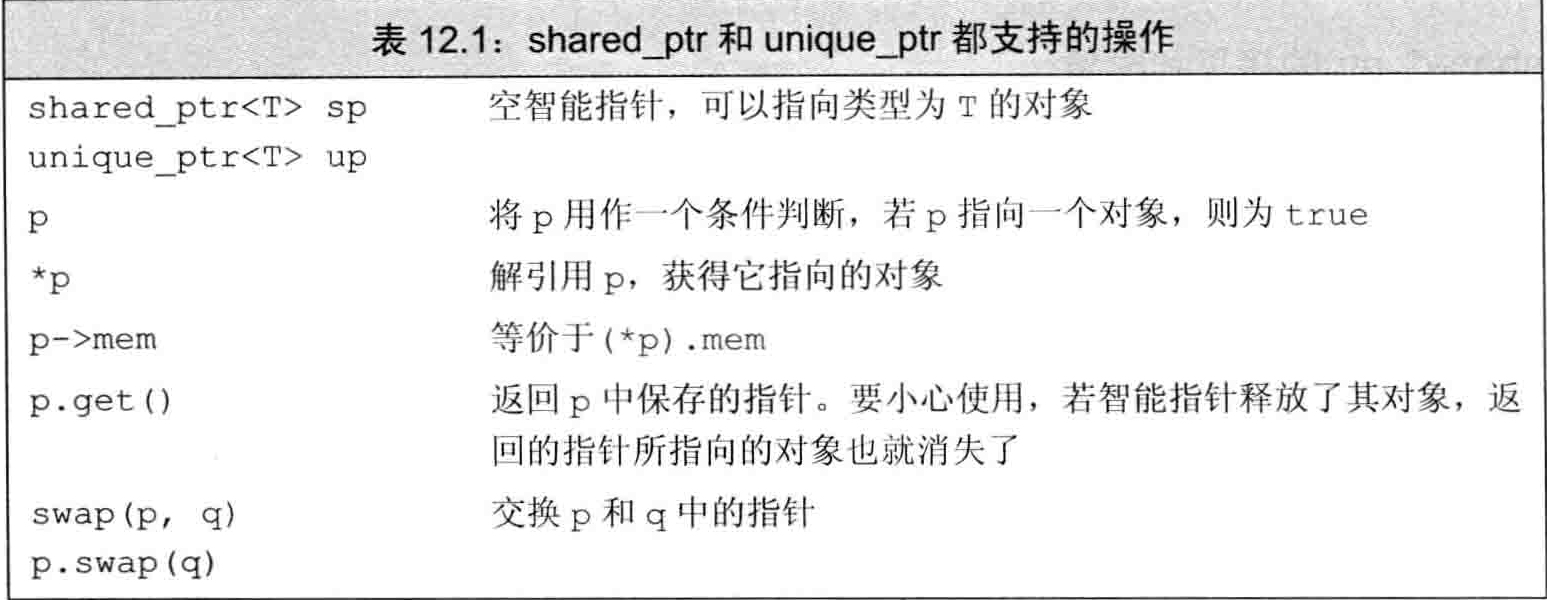 表 12.1：shared_ptr 和 unique_ptr 都支持的操作
shared_ptr<T> sp 空智能指针，可以指向类型为 T 的对象
unique_ptr<T> up
p 将 p 用作一个条件判断，若 p 指向一个对象，则为 true
*p 解引用 p，获得它指向的对象
p->mem 等价于(*p).mem
p.get() 返回 p 中保存的指针。要小心使用，若智能指针释放了其对象，返
回的指针所指向的对象也就消失了
swap(p, q) 交换 p 和 q 中的指针
p.swap(q)